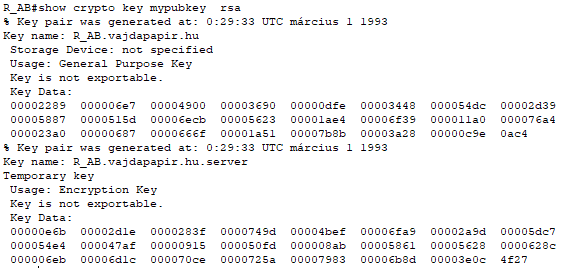 R_AB#show crypto key mypubkey  rsa
% Key pair was generated at: 0:29:33 UTC március 1 1993
Key name: R_AB.vajdapapir.hu
 Storage Device: not specified
 Usage: General Purpose Key
 Key is not exportable.
 Key Data:
 00002289  000006e7  00004900  00003690  00000dfe  00003448  000054dc  00002d39
 00005887  0000515d  00006ecb  00005623  00001ae4  00006f39  000011a0  000076a4
 000023a0  00000687  0000666f  00001a51  00007b8b  00003a28  00000c9e  0ac4
% Key pair was generated at: 0:29:33 UTC március 1 1993
Key name: R_AB.vajdapapir.hu.server
Temporary key
 Usage: Encryption Key
 Key is not exportable.
 Key Data:
 00000e6b  00002d1e  0000283f  0000749d  00004bef  00006fa9  00002a9d  00005dc7
 000054e4  000047af  00000915  000050fd  000008ab  00005861  00005628  0000628c
 000006eb  00006d1c  000070ce  0000725a  00007983  00006b8d  00003e0c  4f27